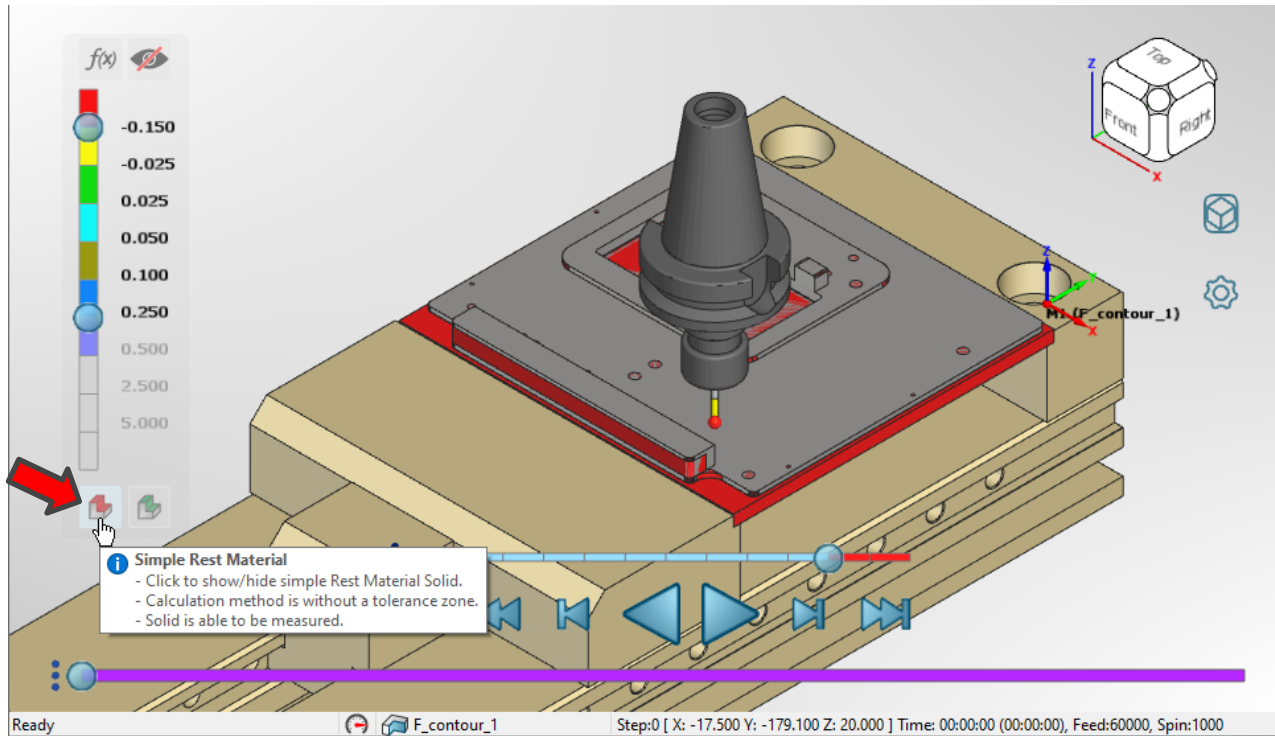 f(x)
-0.150
-0.025
0.025
0.050
0.100
0.250
0.500
2.500
5.000
Z
Top
Front
Right
X
Z
Y
M: (F_contour_1)
X
Simple Rest Material
- Click to show/hide simple Rest Material Solid.
- Calculation method is without a tolerance zone.
- Solid is able to be measured.
Ready
F_contour_1
Step:0 [ X: -17.500 Y: -179.100 Z: 20.000 ] Time: 00:00:00 (00:00:00), Feed:60000, Spin:1000